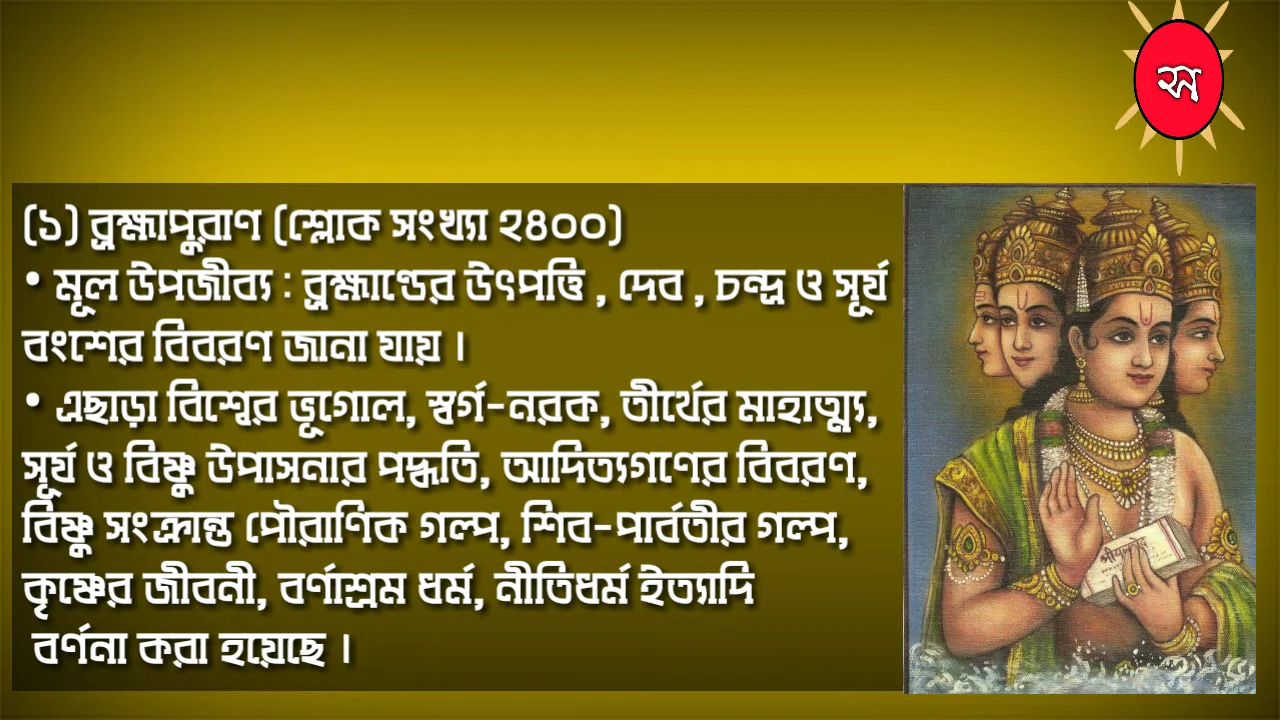 স
(১) ব্রহ্মাপুরাণ (শ্লোক সংখ্যা ২৪০০)
• মূল উপজীব্য : ব্রহ্মাণ্ডের উৎপত্তি , দেব , চন্দ্র ও সূর্য
বংশের বিবরণ জানা যায় ।
• এছাড়া বিশ্বের ভূগোল, স্বর্গ-নরক, তীর্থের মাহাত্ম্য,
সূর্য ও বিষ্ণু উপাসনার পদ্ধতি, আদিত্যগণের বিবরণ,
বিষ্ণু সংক্রান্ত পৌরাণিক গল্প, শিব-পার্বতীর গল্প,
কৃষ্ণের জীবনী, বর্ণাশ্রম ধর্ম, নীতিধর্ম ইত্যাদি
বর্ণনা করা হয়েছে ।